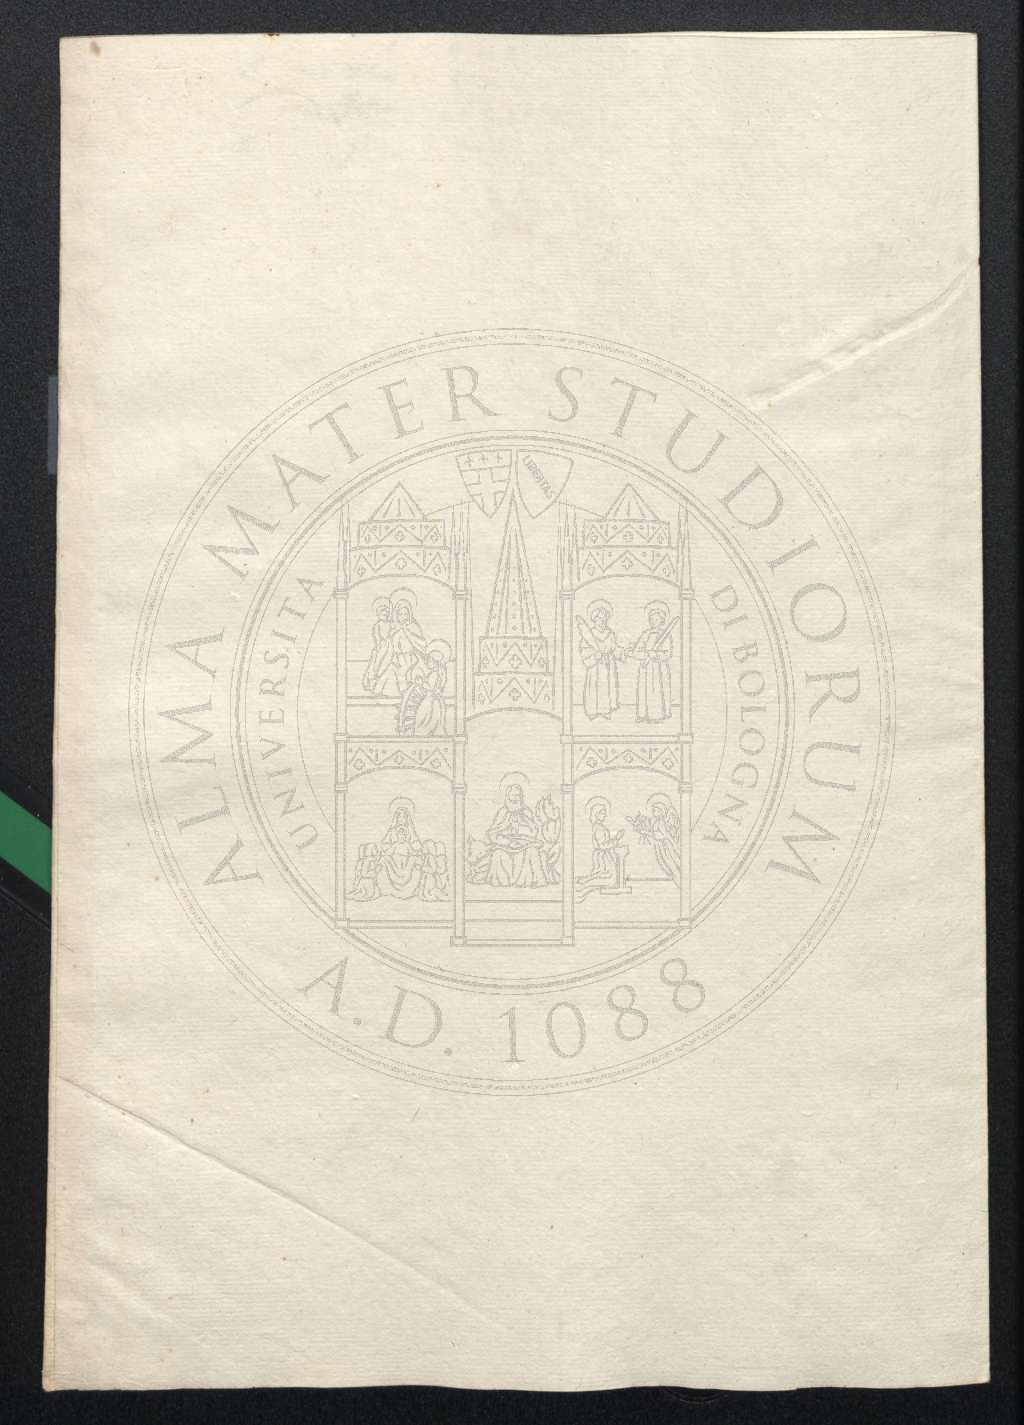 ALMA MATER STUDIORUM
A.D. 1088
UNIVERSITA DI BOLOGNA
LIBERTAS